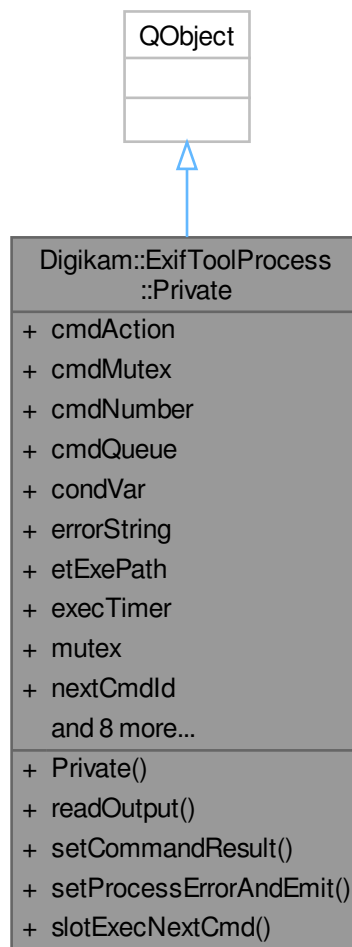 QObject
Digikam::ExifToolProcess
::Private
+ cmdAction
+ cmdMutex
+ cmdNumber
+ cmdQueue
+ condVar
+ errorString
+ etExePath
+ execTimer
+ mutex
+ nextCmdId
and 8 more...
+ Private()
+ readOutput()
+ setCommandResult()
+ setProcessErrorAndEmit()
+ slotExecNextCmd()